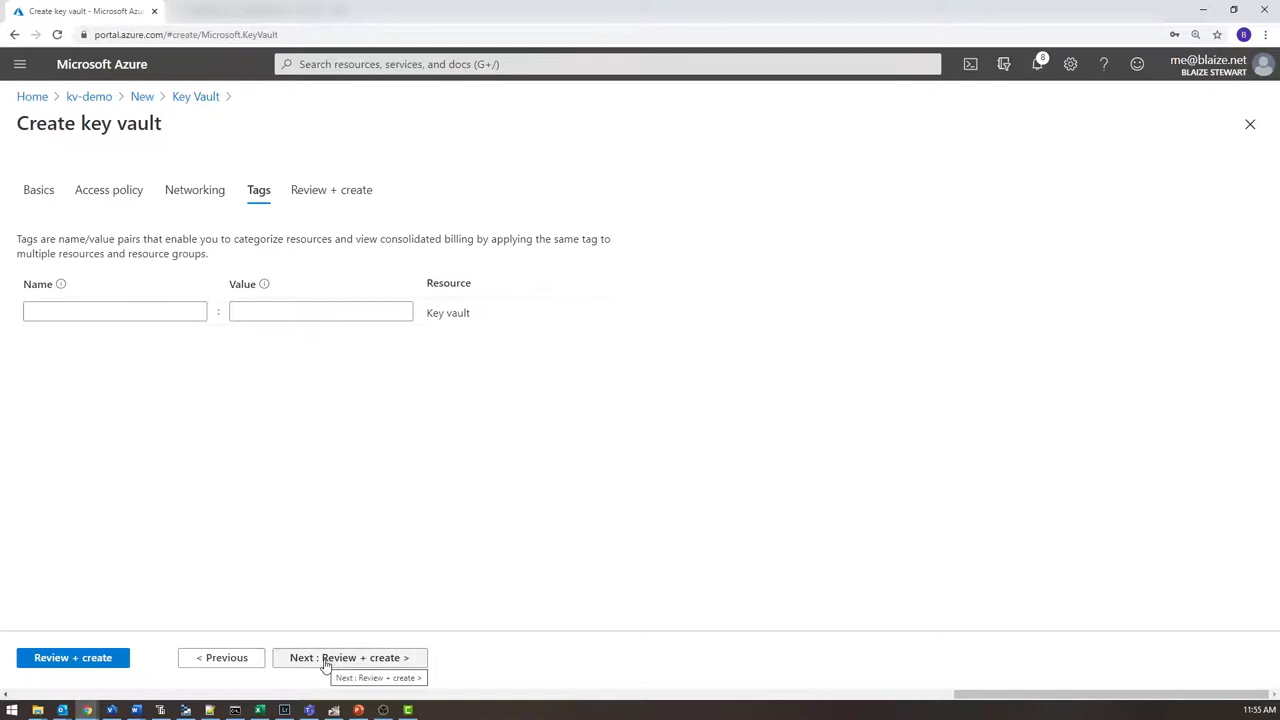 Create key vault - Microsoft Azu
portal.azure.com/#create/Microsoft.KeyVault
B
Microsoft Azure
Search resources, services, and docs (G+/)
8
me@blaize.net
BLAIZE STEWART
Home > kv-demo > New > Key Vault >
Create key vault
Basics
Access policy
Networking
Tags
Review + create
Tags are name/value pairs that enable you to categorize resources and view consolidated billing by applying the same tag to
multiple resources and resource groups.
Name
Value
Resource
:
Key vault
Review + create
< Previous
Next : Review + create >
Next : Review + create >
11:55 AM